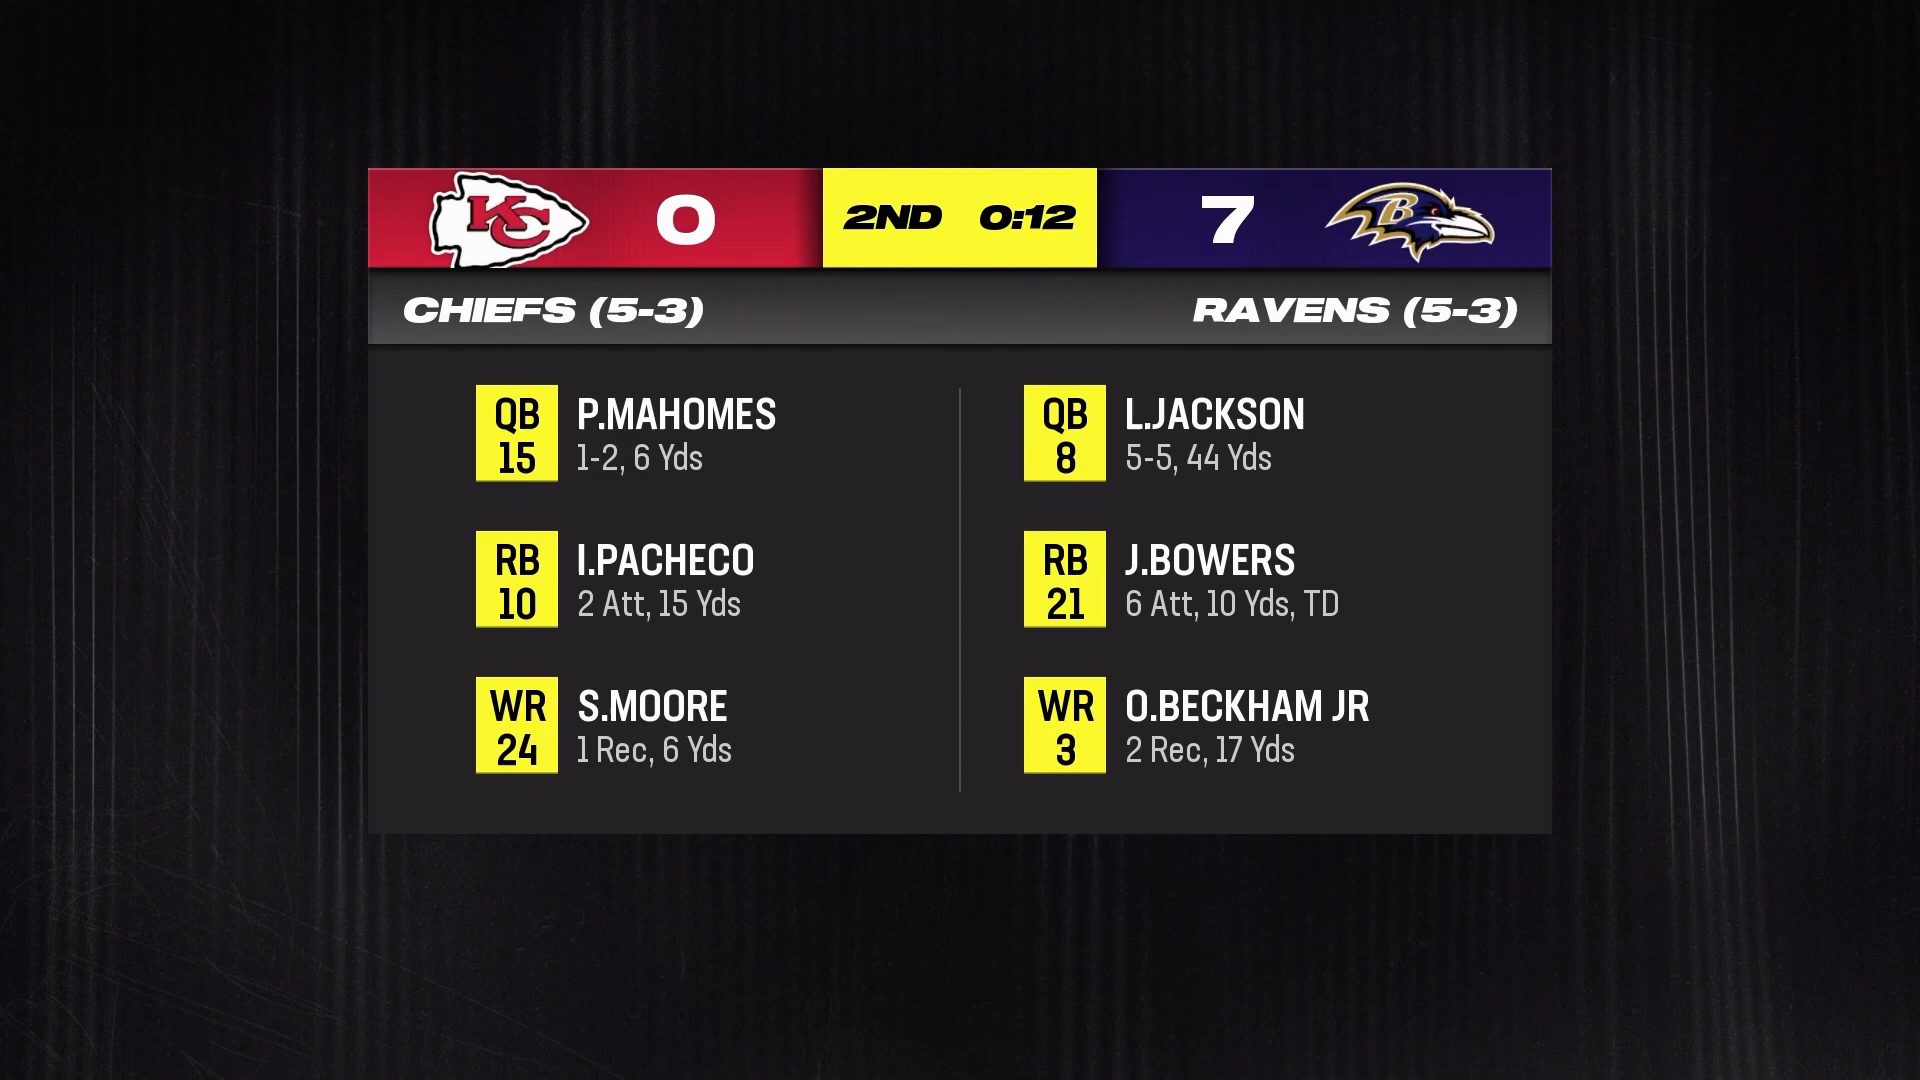 KC 0 2ND 0:12 7 B
CHIEFS (5-3) RAVENS (5-3)
QB 15 P.MAHOMES
1-2, 6 Yds
RB 10 I.PACHECO
2 Att, 15 Yds
WR 24 S.MOORE
1 Rec, 6 Yds
QB 8 L.JACKSON
5-5, 44 Yds
RB 21 J.BOWERS
6 Att, 10 Yds, TD
WR 3 O.BECKHAM JR
2 Rec, 17 Yds